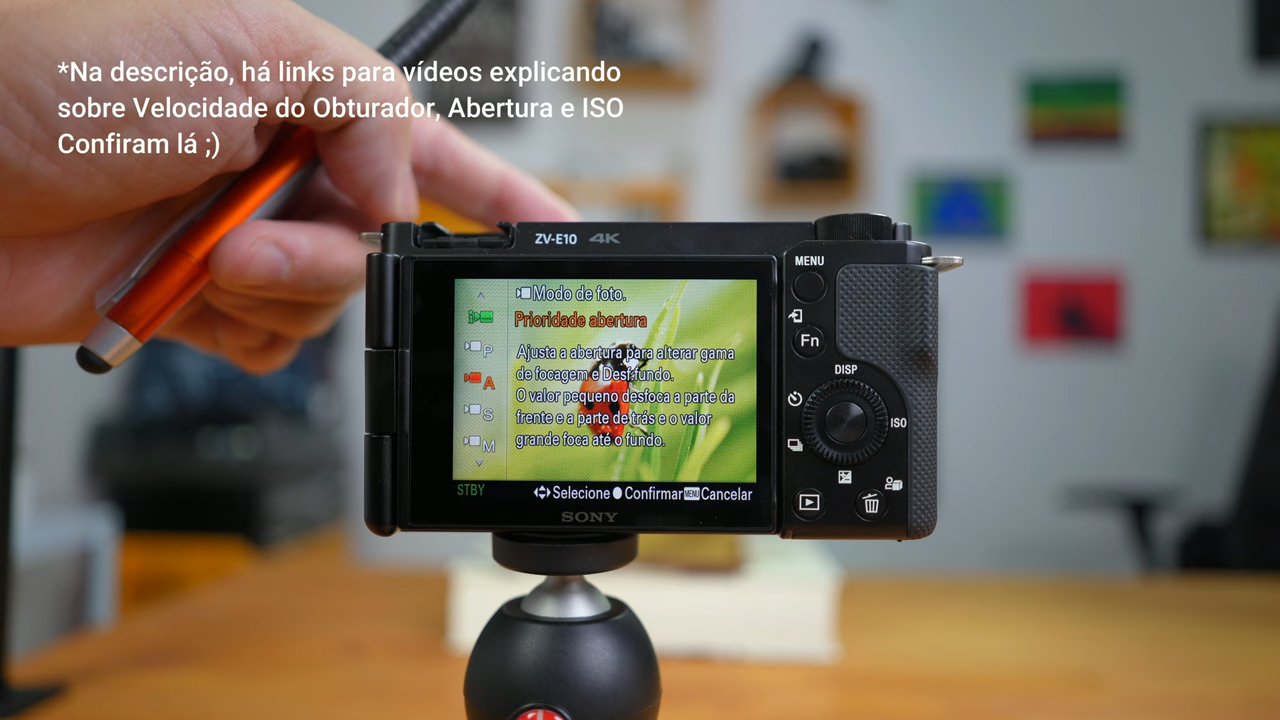 *Na descrição, há links para vídeos explicando
sobre Velocidade do Obturador, Abertura e ISO
Confiram lá ;)
ZV-E10 4K
MENU
Fn
DISP
ISO
Modo de foto.
Prioridade abertura
P
A
S
M
Ajusta a abertura para alterar gama
de focagem e Desf.fundo.
O valor pequeno desfoca a parte da
frente e a parte de trás e o valor
grande foca até o fundo.
STBY
Selecione Confirmar MENU Cancelar
SONY